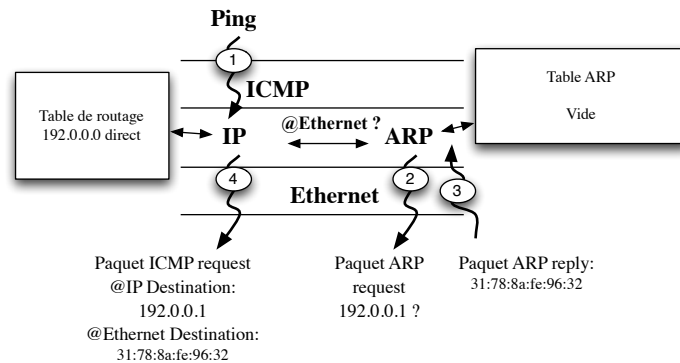 Ping
1
ICMP
Table de routage
192.0.0.0 direct
Table ARP
Vide
IP
@Ethernet ?
ARP
4
Ethernet
2
3
Paquet ICMP request
@IP Destination:
192.0.0.1
@Ethernet Destination:
31:78:8a:fe:96:32
Paquet ARP
request
192.0.0.1 ?
Paquet ARP reply:
31:78:8a:fe:96:32